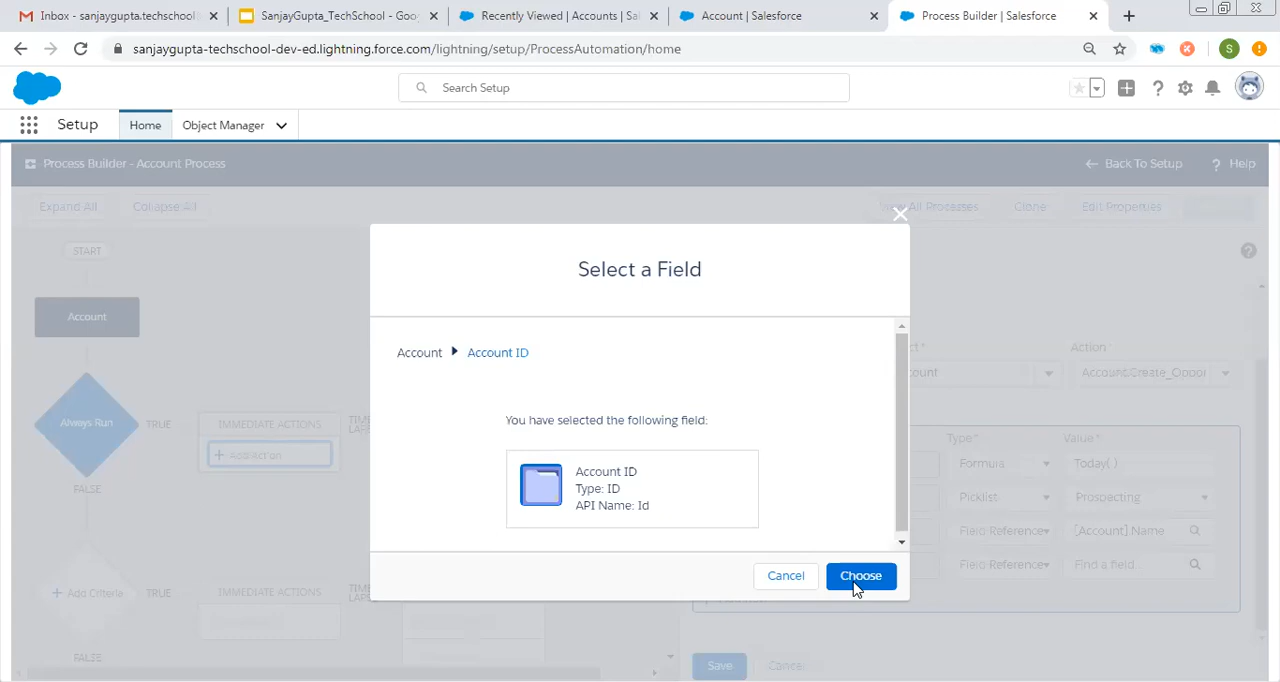 Inbox - sanjaygupta.techschool
SanjayGupta_TechSchool - Goo
Recently Viewed | Accounts | Sal
Account | Salesforce
Process Builder | Salesforce
sanjaygupta-techschool-dev-ed.lightning.force.com/lightning/setup/ProcessAutomation/home
S
Search Setup
Setup
Home
Object Manager
Process Builder - Account Process
Back To Setup
? Help
Expand All
Collapse All
View All Processes
Clone
Edit Properties
START
Account
Always Run
TRUE
IMMEDIATE ACTIONS
+ Add Action
FALSE
+ Add Criteria
TRUE
IMMEDIATE ACTIONS
FALSE
Select a Field
Account
Account ID
You have selected the following field:
Account ID
Type: ID
API Name: Id
Cancel
Choose
Action*
Account.Create_Oppor
Type*
Value*
Formula
Today( )
Picklist
Prospecting
Field Reference
[Account].Name
Field Reference
Find a field...
Save
Cancel